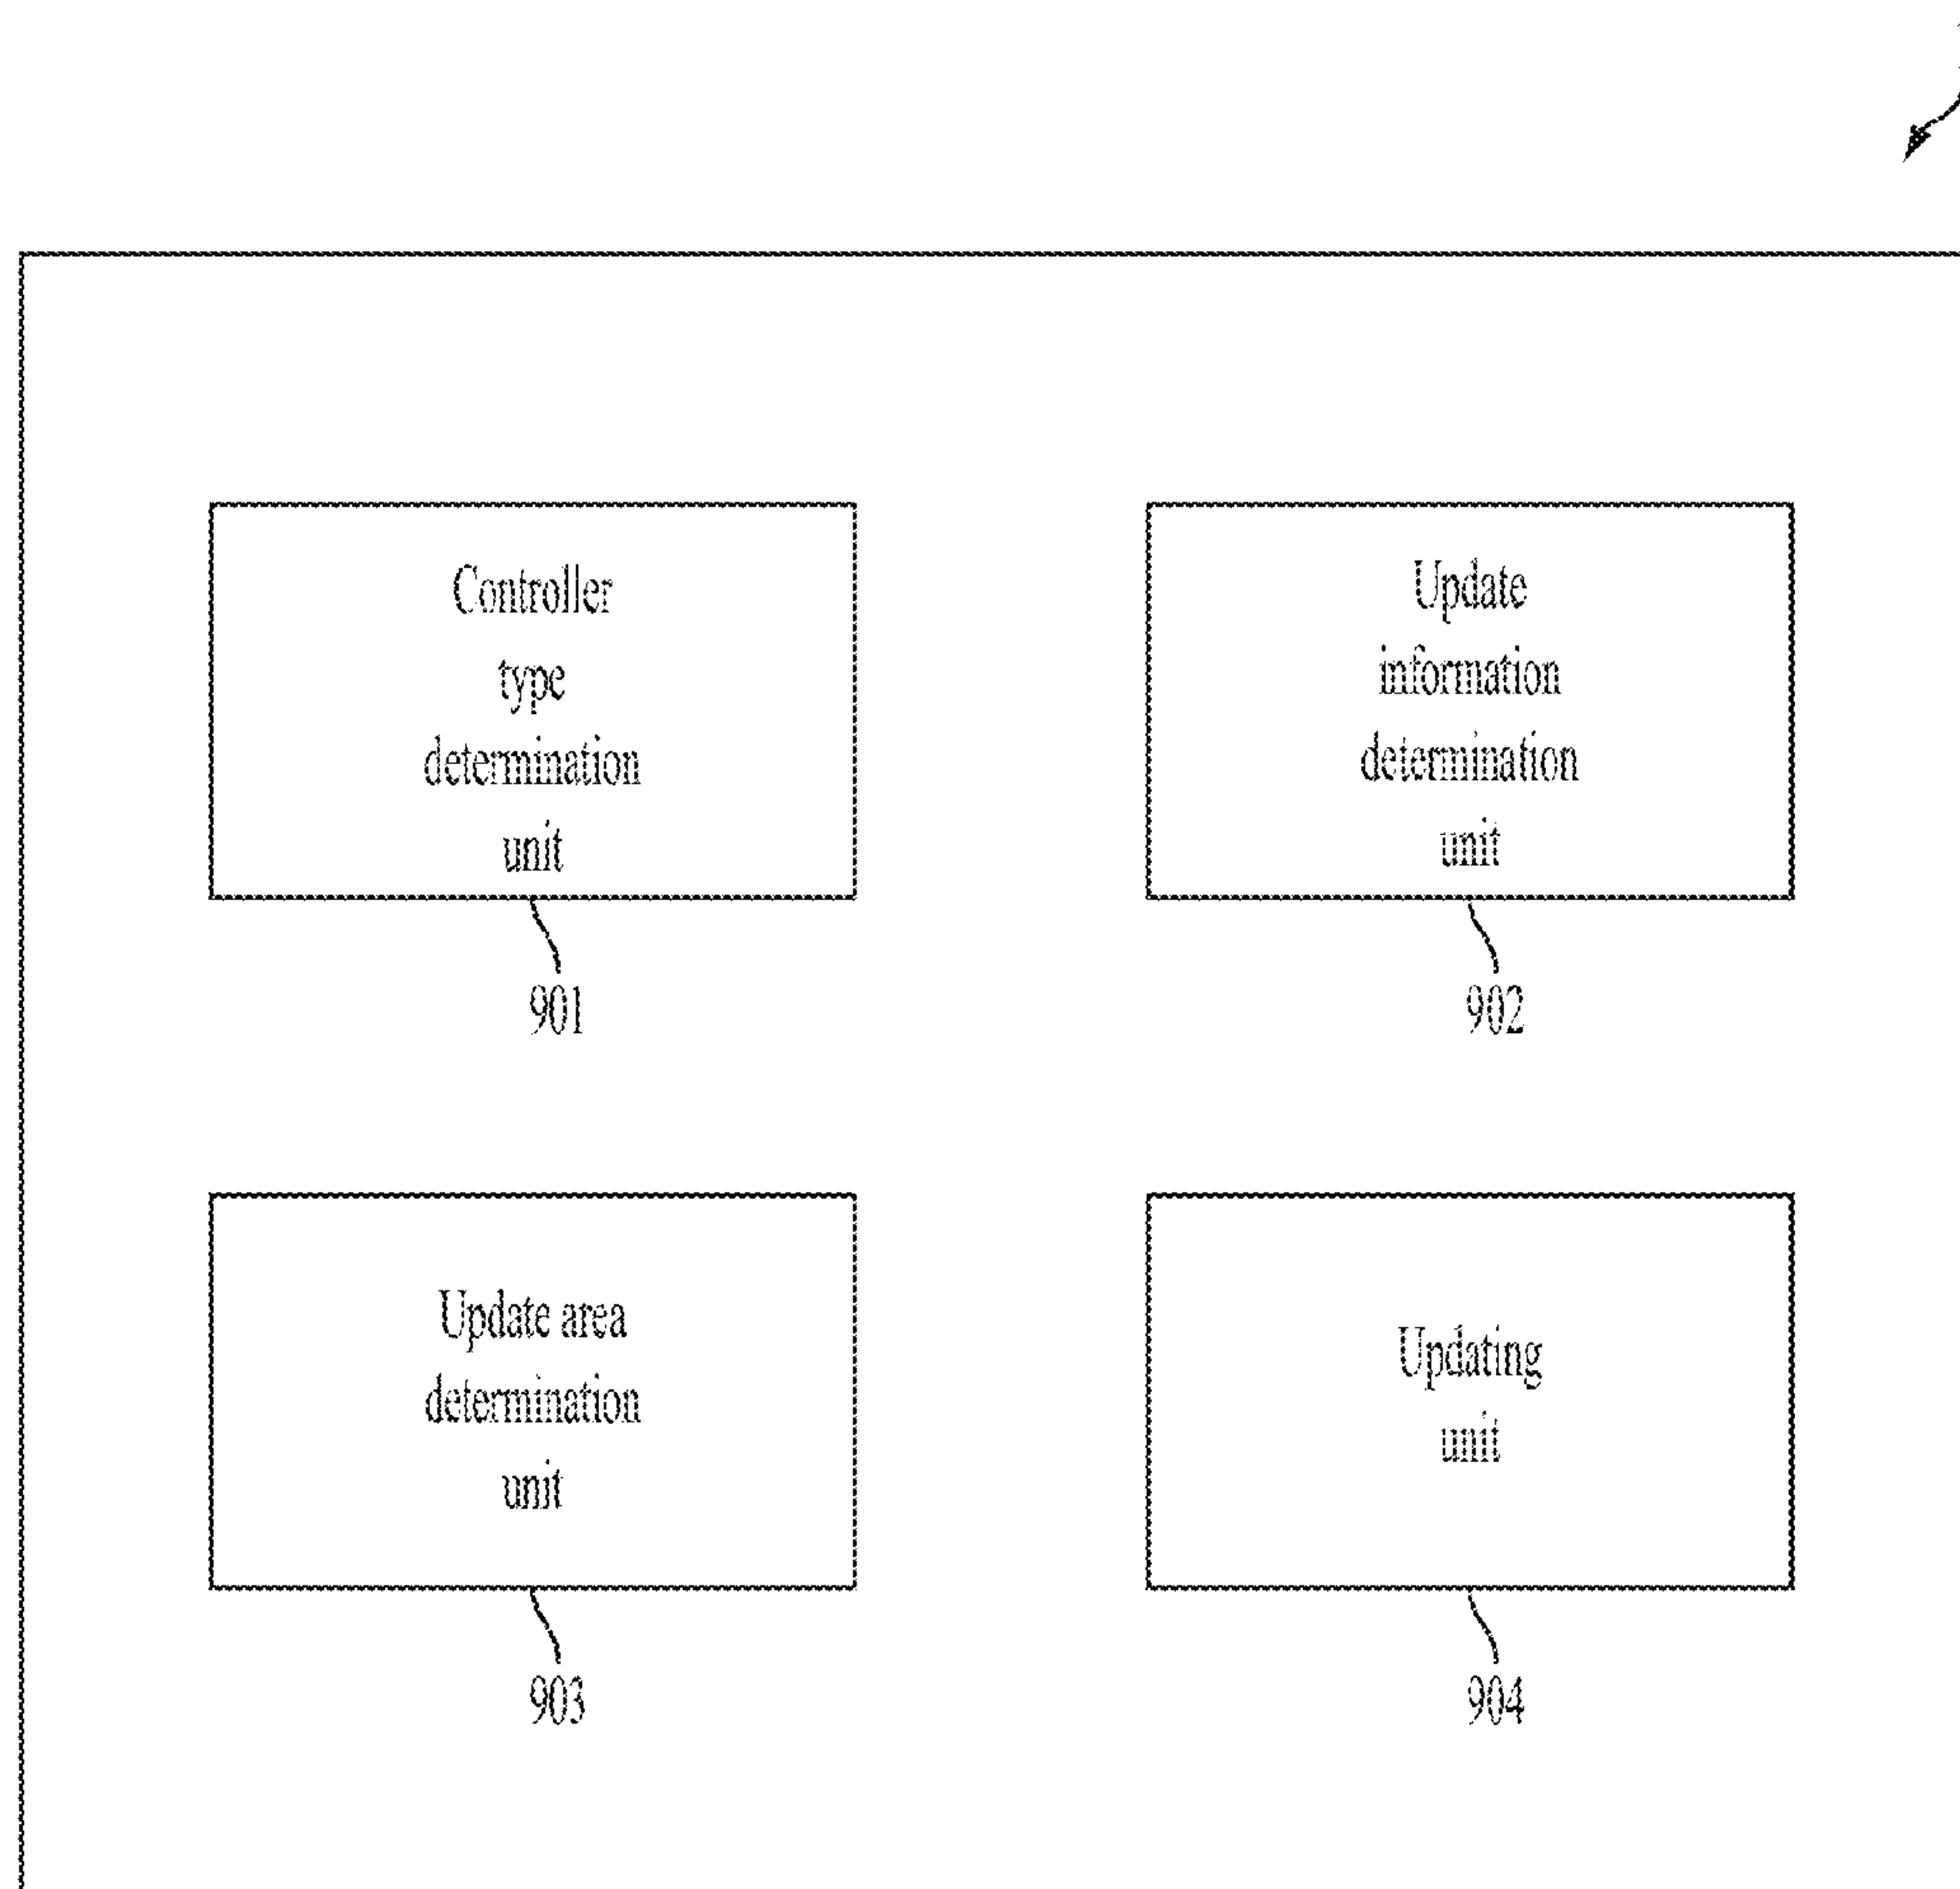 Controller
type
determination
unit
901
Update
information
determination
unit
902
Update area
determination
unit
903
Updating
unit
904